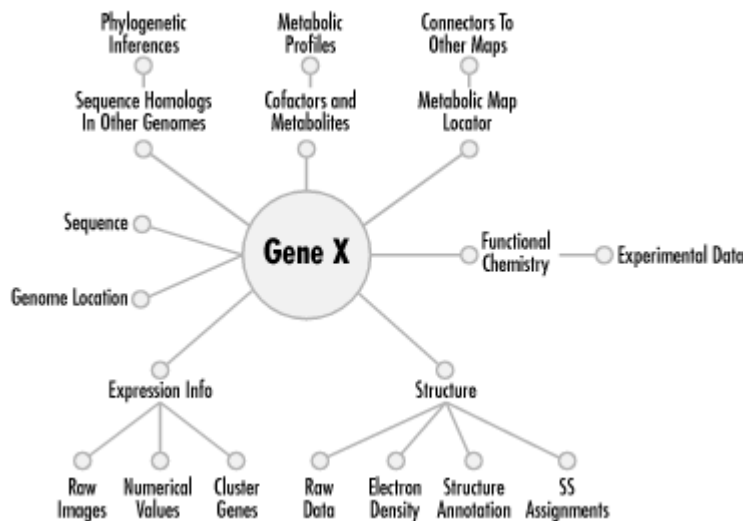 Phylogenetic
Inferences
Metabolic
Profiles
Connectors To
Other Maps
Sequence Homologs
In Other Genomes
Cofactors and
Metabolites
Metabolic Map
Locator
Sequence
Gene X
Functional
Chemistry
Experimental Data
Genome Location
Expression Info
Structure
Raw
Images
Numerical
Values
Cluster
Genes
Raw
Data
Electron
Density
Structure
Annotation
SS
Assignments